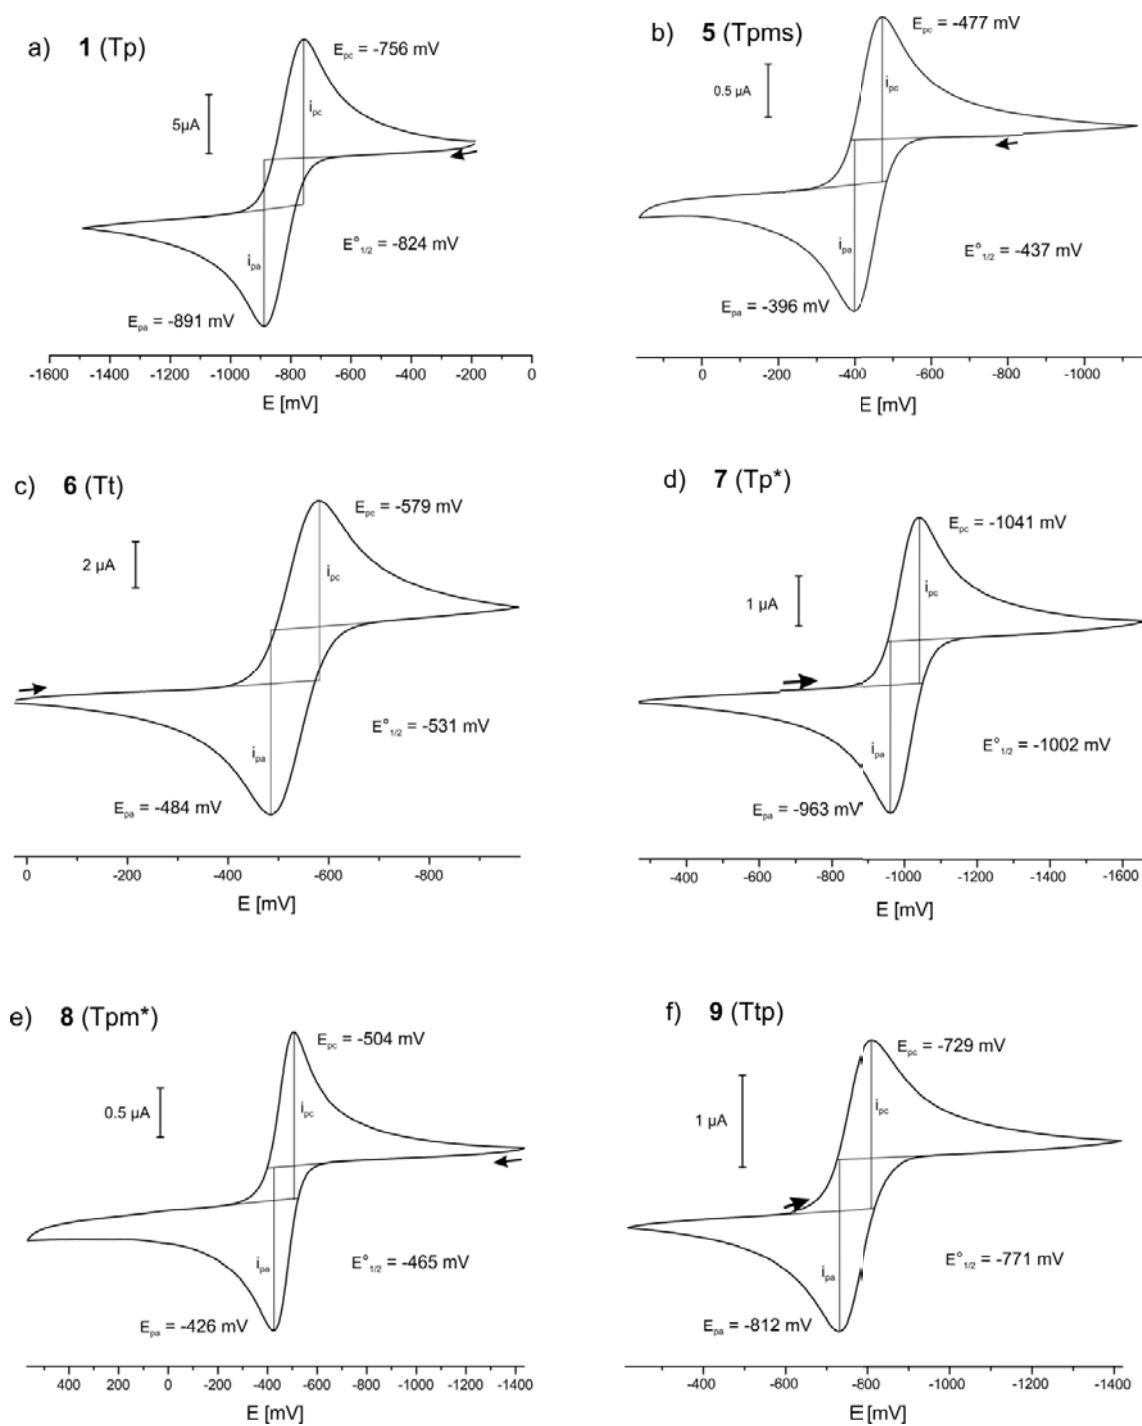 a) 1 (Tp)
E_pc = -756 mV
5μA
i_pc
i_pa
E°_1/2 = -824 mV
E_pa = -891 mV
-1600 -1400 -1200 -1000 -800 -600 -400 -200 0
E [mV]
b) 5 (Tpms)
E_pc = -477 mV
0.5 μA
i_pc
i_pa
E°_1/2 = -437 mV
E_pa = -396 mV
0 -200 -400 -600 -800 -1000
E [mV]
c) 6 (Tt)
E_pc = -579 mV
2 μA
i_pc
i_pa
E°_1/2 = -531 mV
E_pa = -484 mV
0 -200 -400 -600 -800
E [mV]
d) 7 (Tp*)
E_pc = -1041 mV
1 μA
i_pc
i_pa
E°_1/2 = -1002 mV
E_pa = -963 mV
-400 -600 -800 -1000 -1200 -1400 -1600
E [mV]
e) 8 (Tpm*)
E_pc = -504 mV
0.5 μA
i_pc
i_pa
E°_1/2 = -465 mV
E_pa = -426 mV
400 200 0 -200 -400 -600 -800 -1000 -1200 -1400
E [mV]
f) 9 (Ttp)
E_pc = -729 mV
1 μA
i_pc
i_pa
E°_1/2 = -771 mV
E_pa = -812 mV
-400 -600 -800 -1000 -1200 -1400
E [mV]